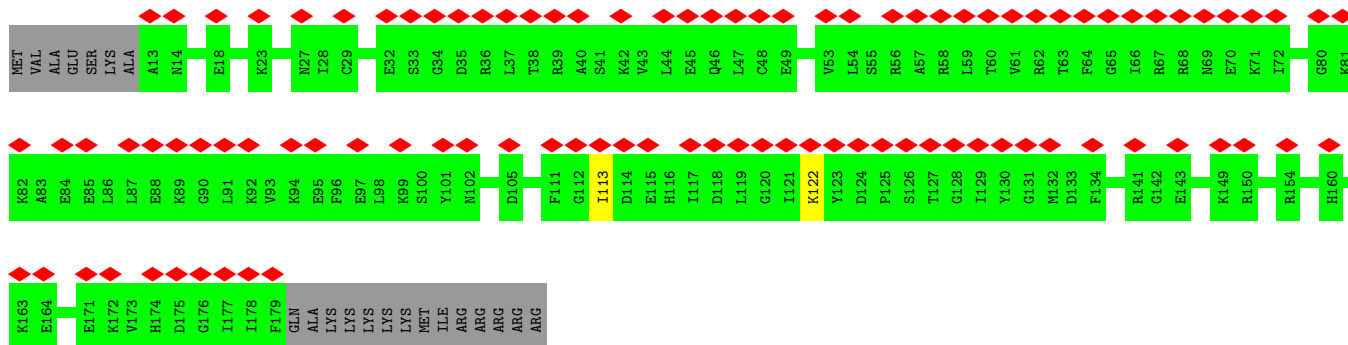 MET VAL ALA GLU SER LYS ALA A13 N14 E18 K23 N27 I28 C29 E32 S33 G34 D35 R36 L37 T38 R39 A40 S41 K42 V43 L44 E45 Q46 L47 C48 E49 V53 L54 S55 R56 A57 R58 L59 T60 V61 R62 T63 F64 G65 I66 R67 R68 N69 E70 K71 I72 G80 K81
K82 A83 E84 E85 L86 L87 E88 K89 G90 L91 K92 V93 K94 E95 F96 E97 L98 K99 S100 Y101 N102 D105 F111 G112 I113 D114 E115 H116 I117 D118 L119 G120 I121 K122 Y123 D124 P125 S126 T127 G128 I129 Y130 G131 M132 D133 F134 R141 G142 E143 K149 R150 R154 H160
K163 E164 E171 K172 V173 H174 D175 G176 I177 I178 F179 GLN ALA LYS LYS LYS LYS LYS MET ILE ARG ARG ARG ARG ARG